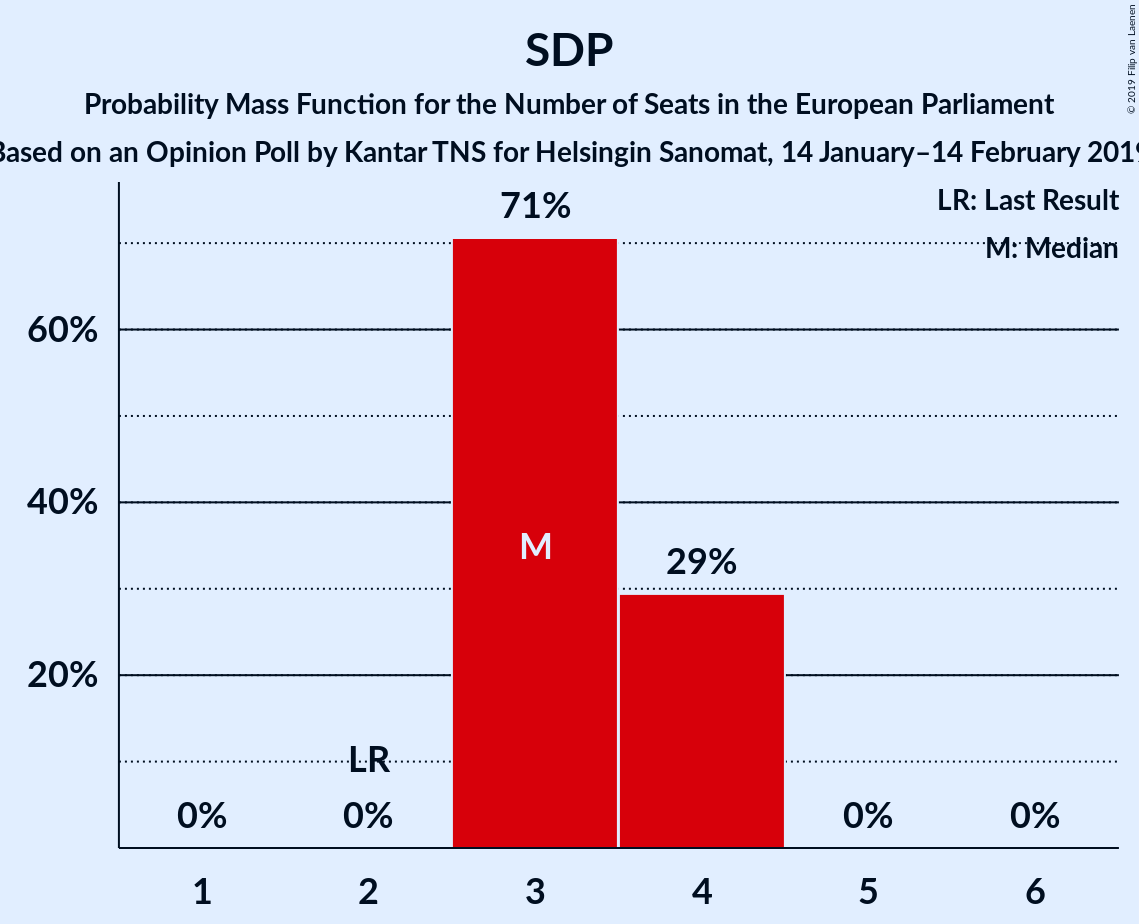 SDP
Probability Mass Function for the Number of Seats in the European Parliament
Based on an Opinion Poll by Kantar TNS for Helsingin Sanomat, 14 January–14 February 2019
© 2019 Filip van Laenen
LR: Last Result
M: Median
71%
60%
40%
M
29%
20%
LR
0%
0%
0%
0%
1
2
3
4
5
6